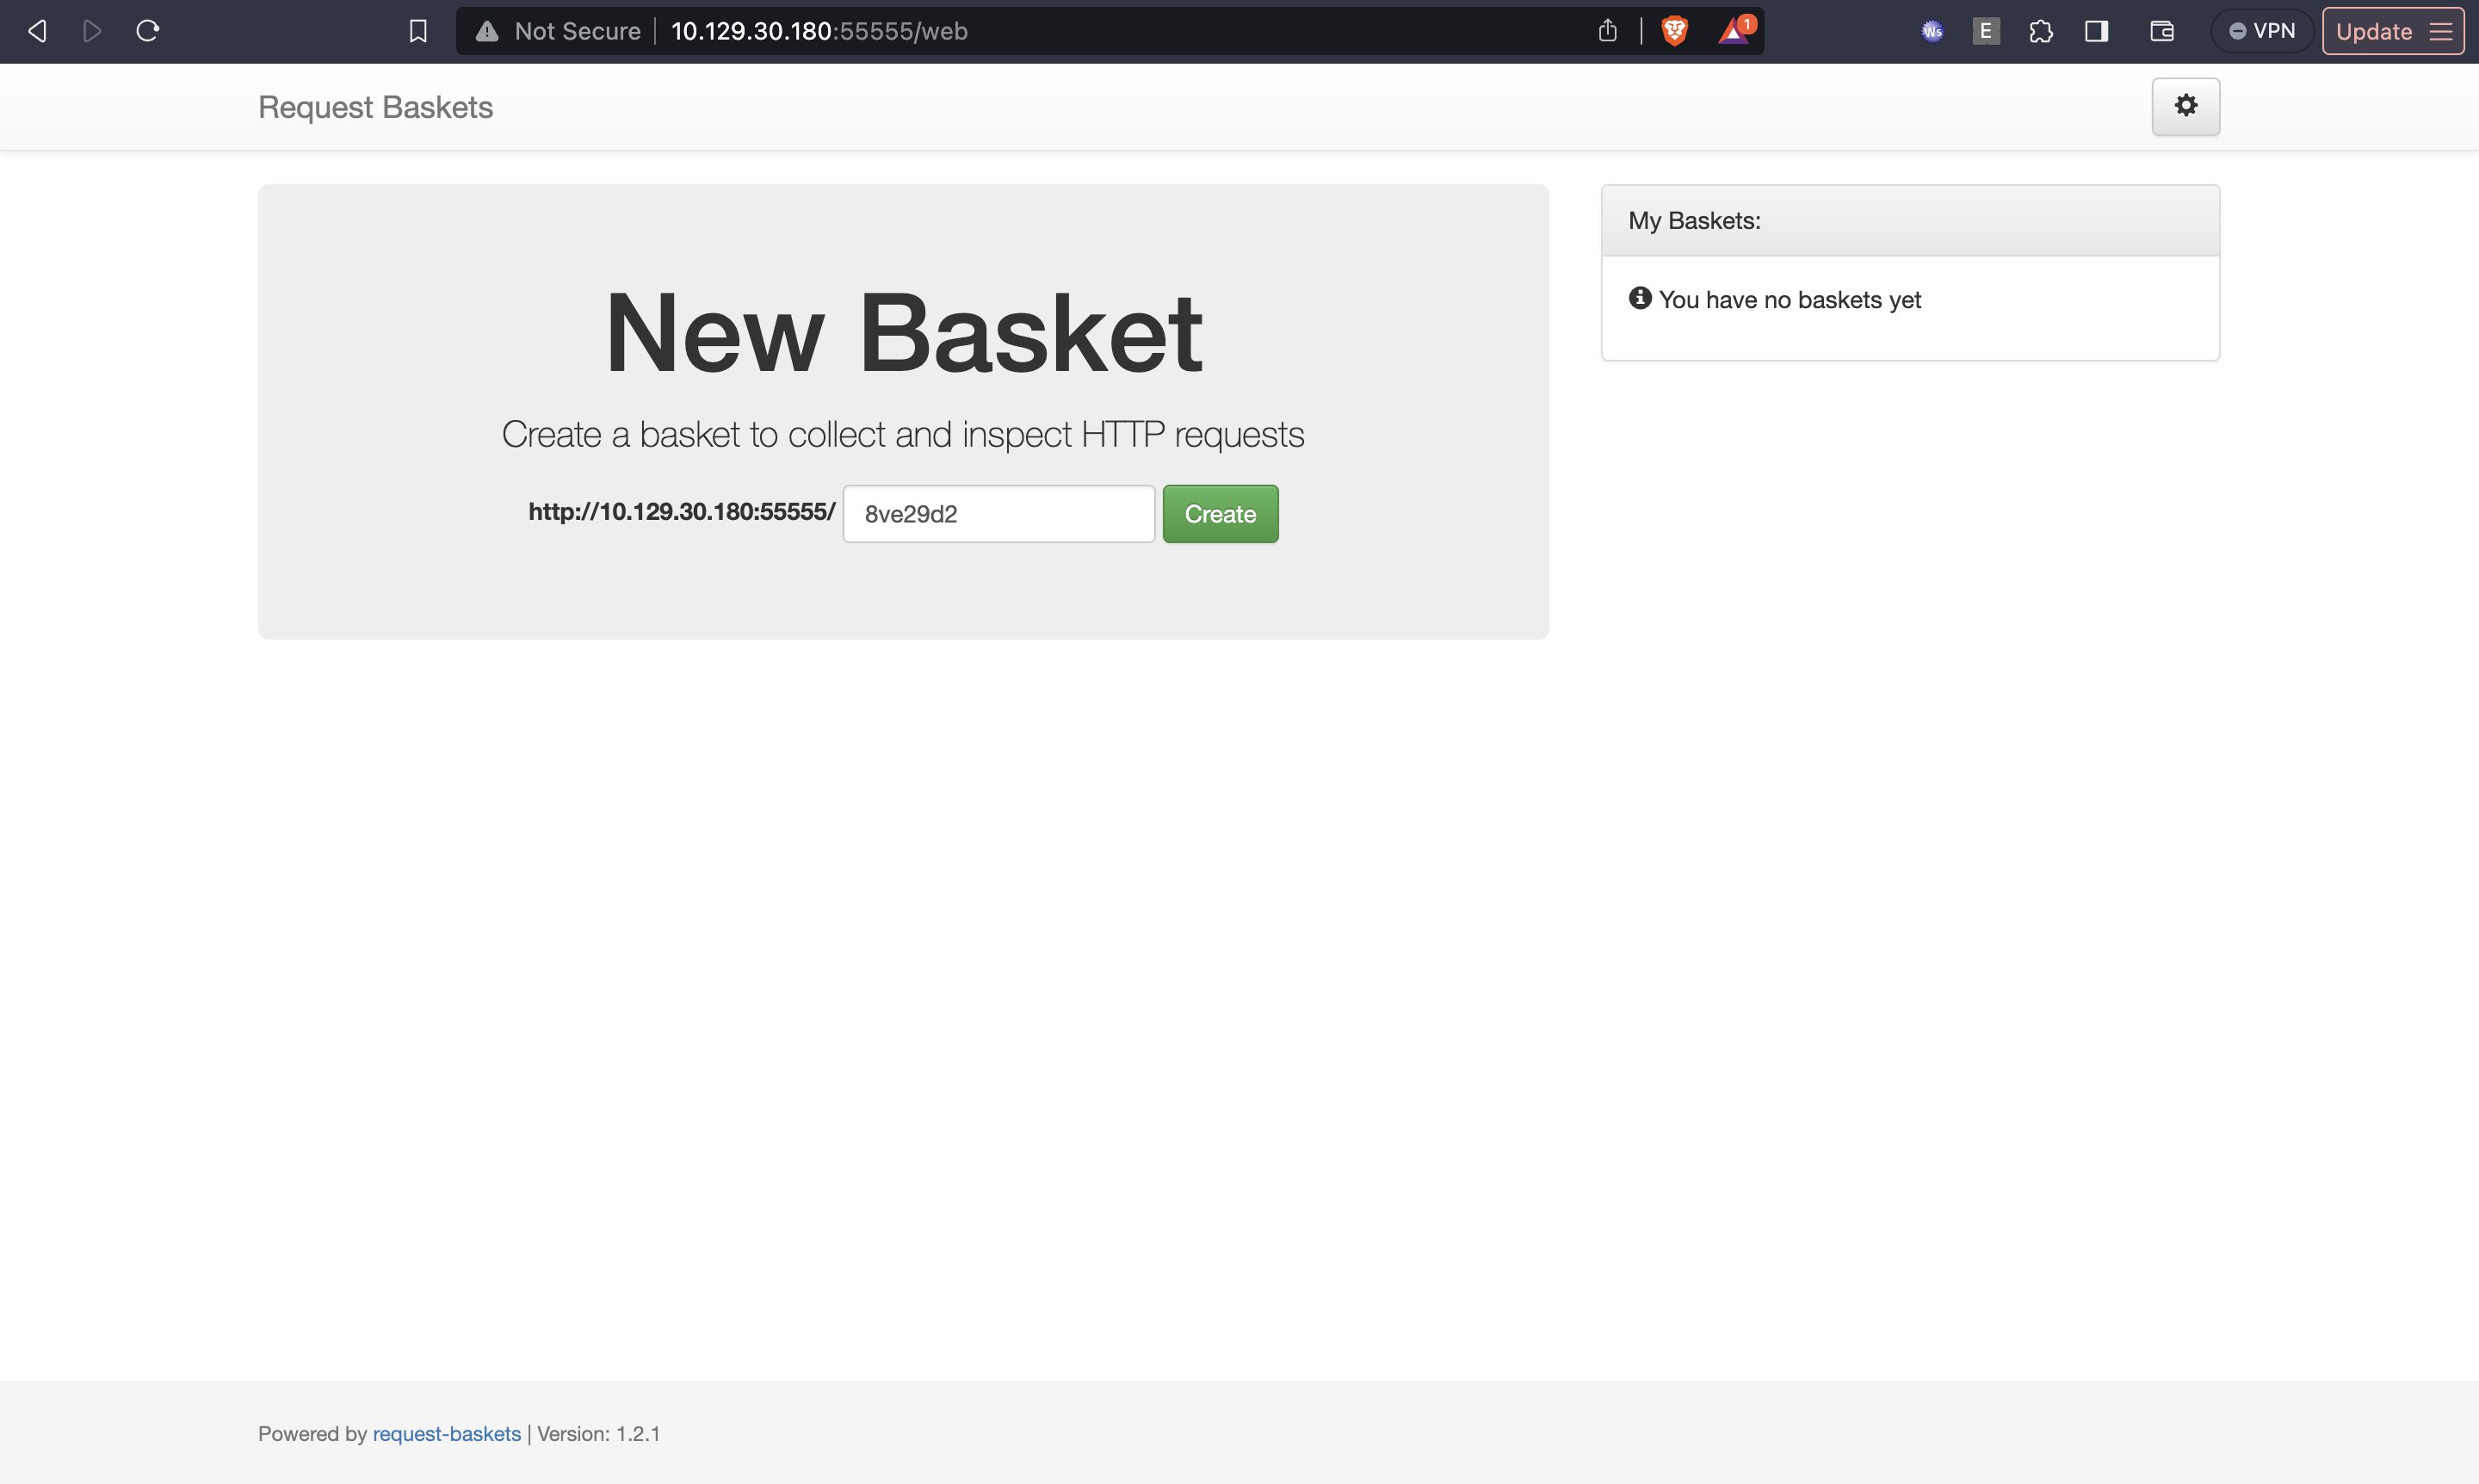 Not Secure 10.129.30.180:55555/web
1
Ws
E
VPN
Update
Request Baskets
New Basket
Create a basket to collect and inspect HTTP requests
http://10.129.30.180:55555/ 8ve29d2 Create
My Baskets:
You have no baskets yet
Powered by request-baskets | Version: 1.2.1